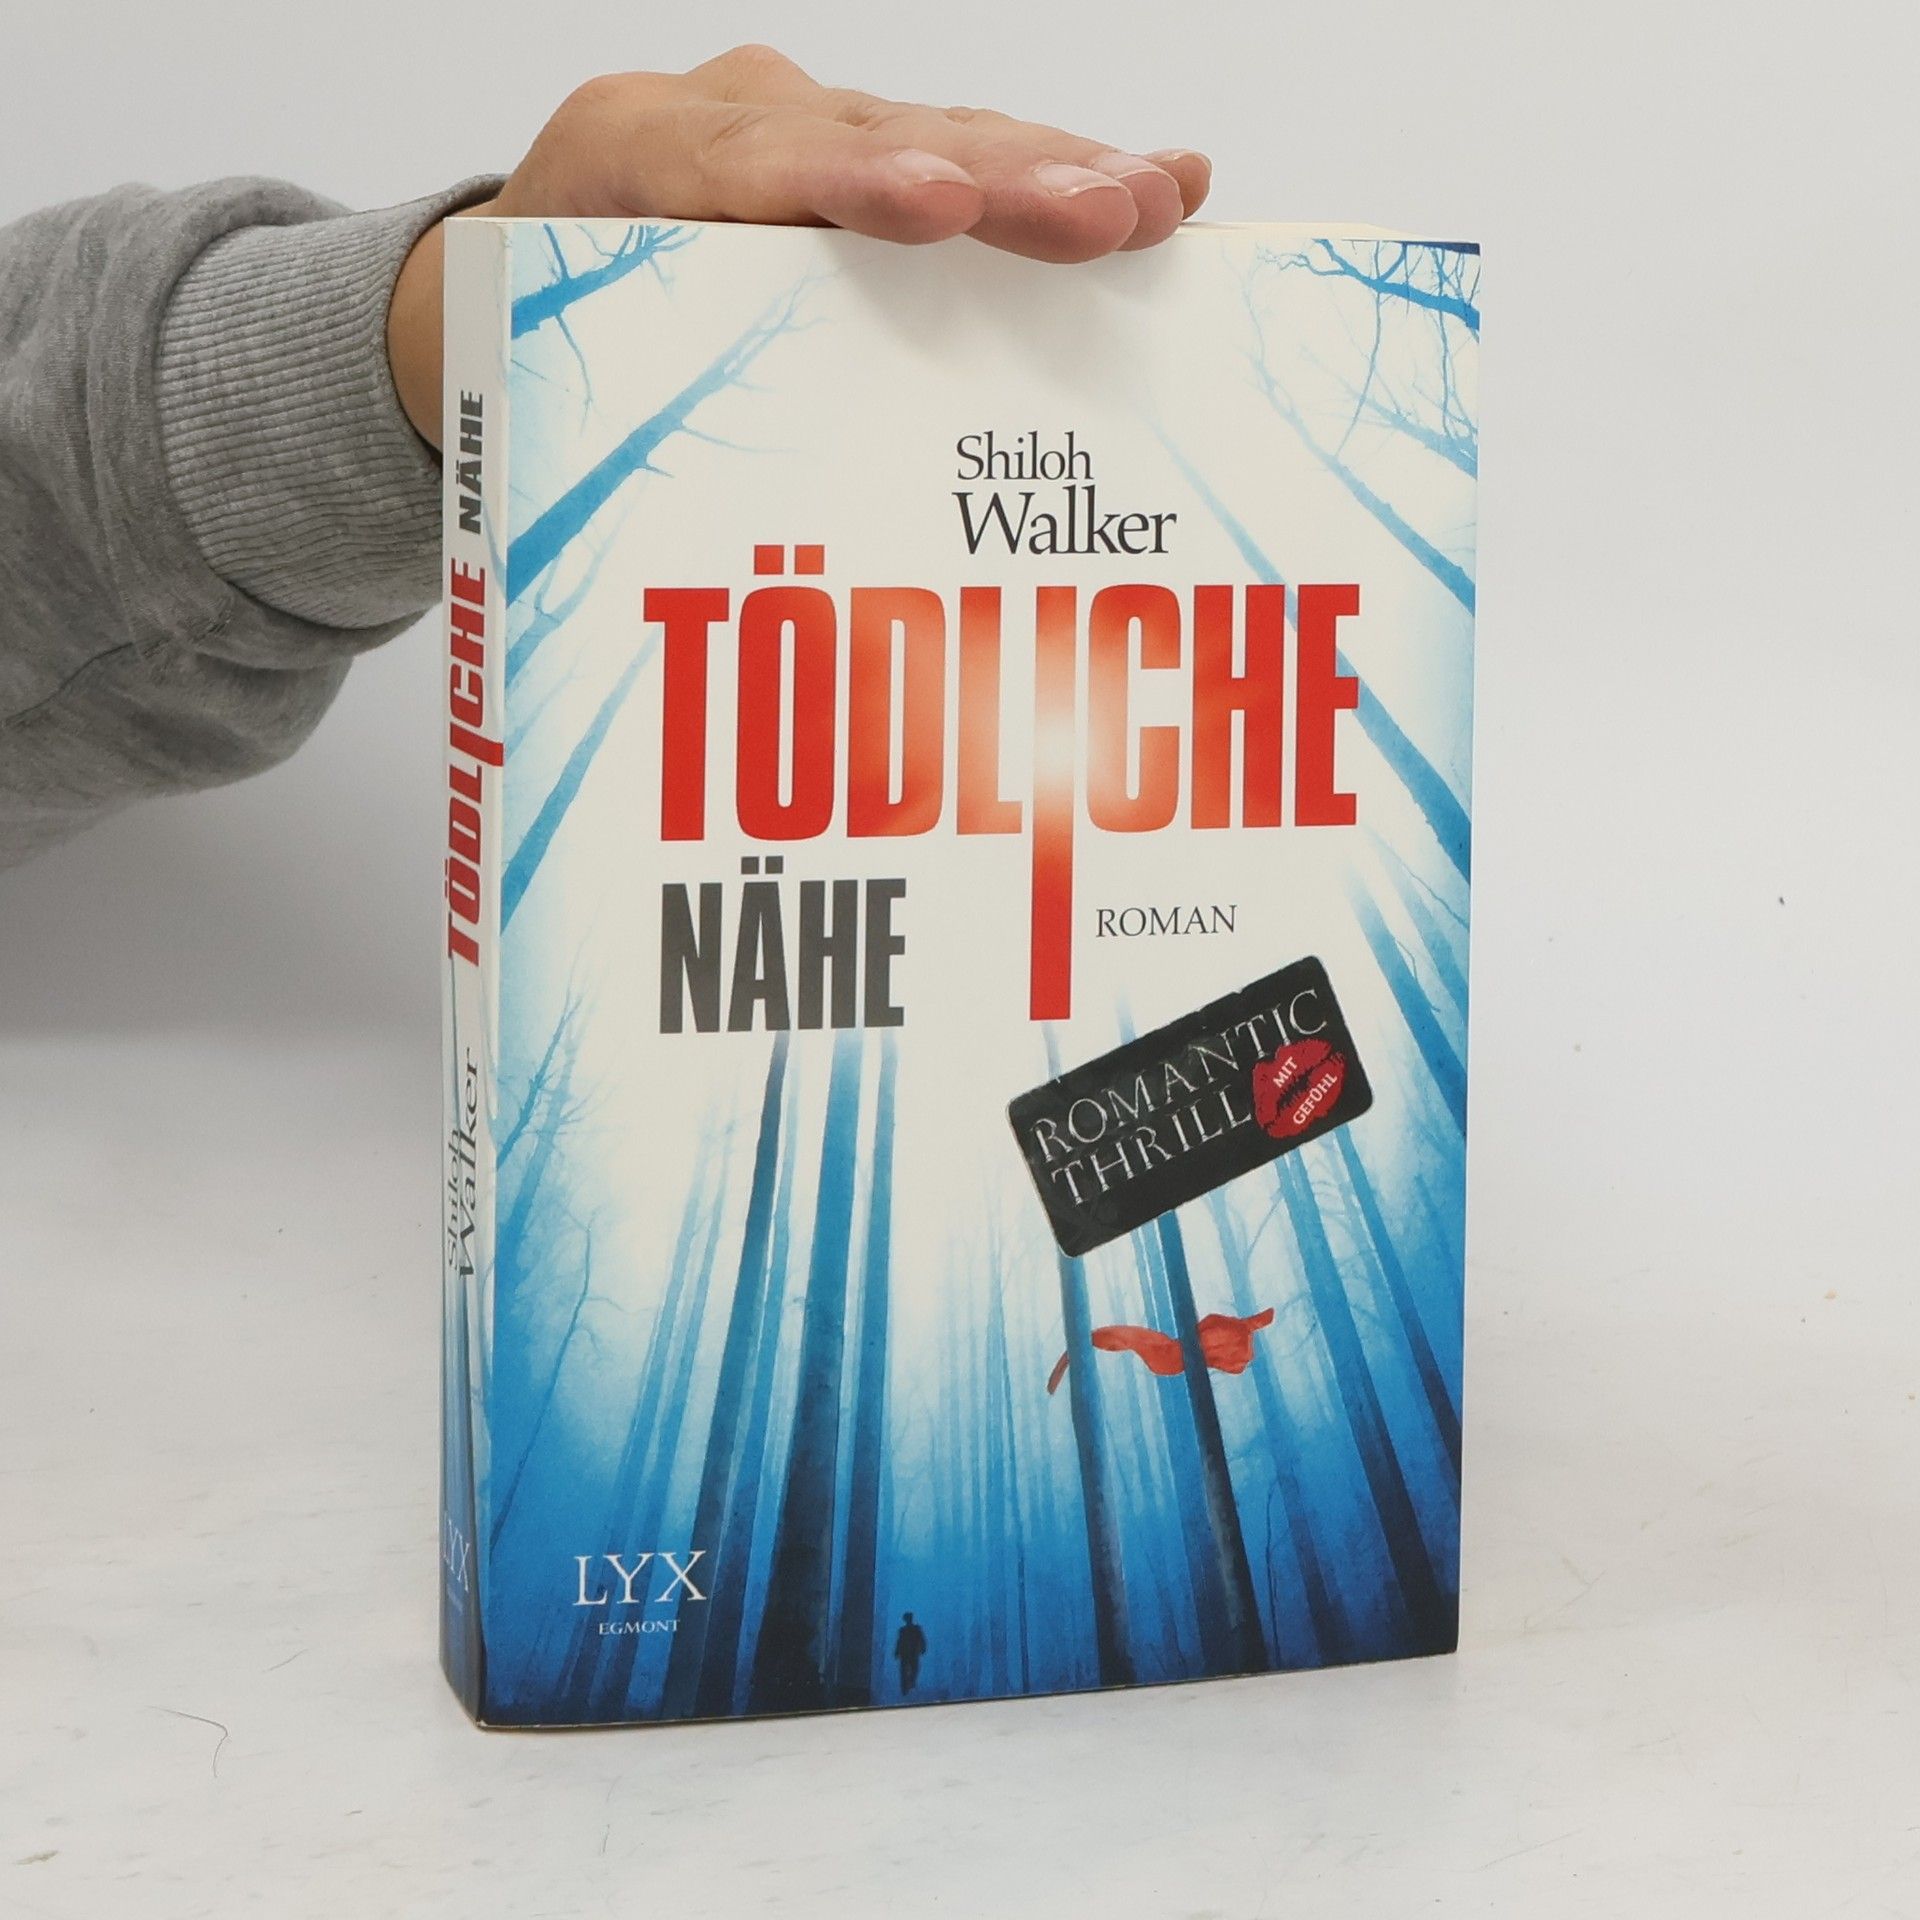 Shiloh
Walker
TÖDLICHE
NÄHE
ROMAN
ROMANTIC
THRILL
MIT
GEFÜHL
LYX
EGMONT
TÖDLICHE NÄHE
Shiloh
Walker
LYX